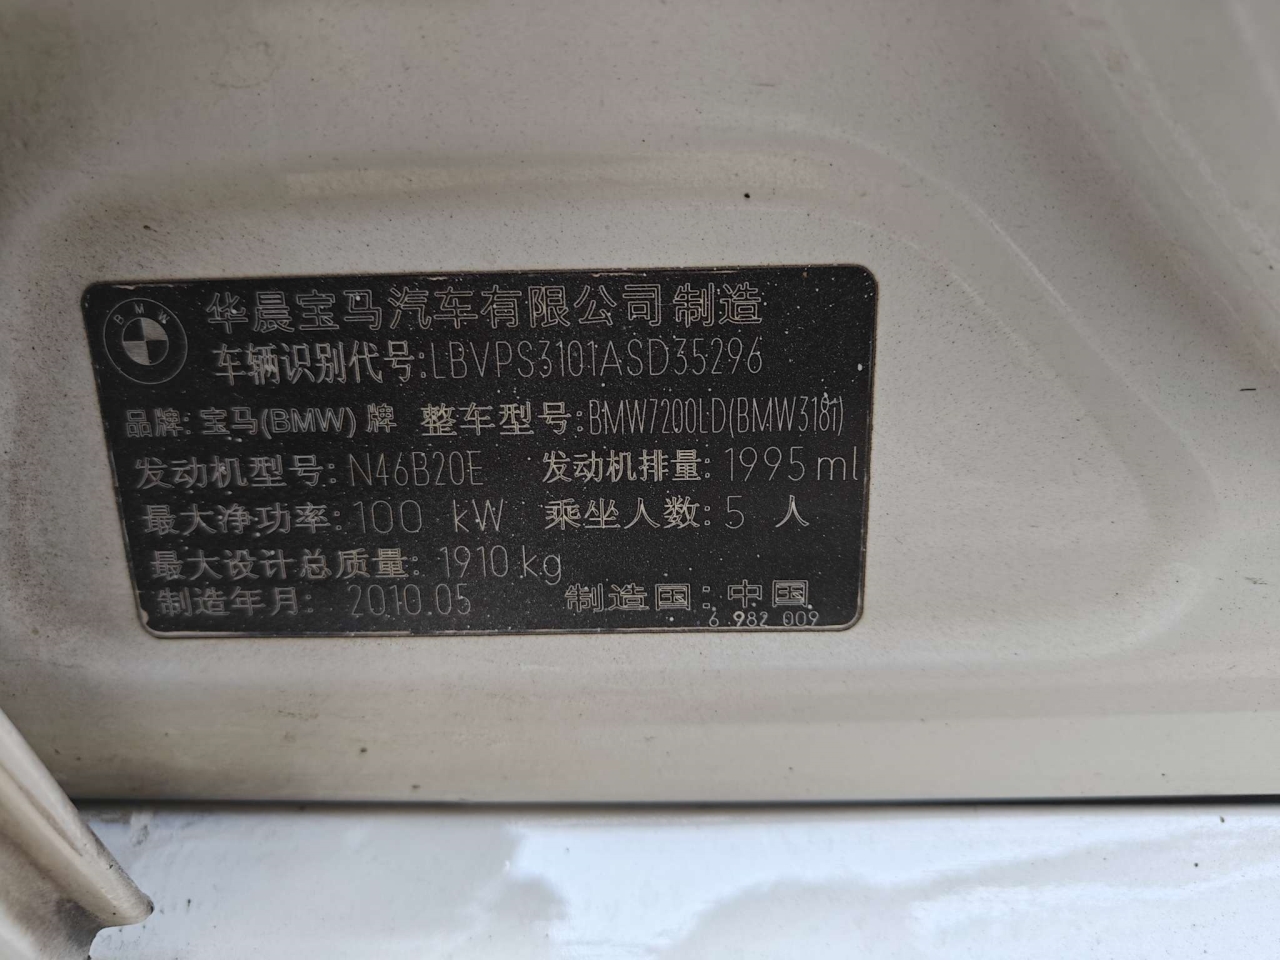 BMW
华晨宝马汽车有限公司制造
车辆识别代号:LBVPS3101ASD35296
品牌: 宝马(BMW) 牌 整车型号:BMW7200LD(BMW318i)
发动机型号: N46B20E 发动机排量: 1995 ml
最大净功率: 100 kW 乘坐人数: 5 人
最大设计总质量: 1910 kg
制造年月: 2010.05 制造国: 中国
6 982 009